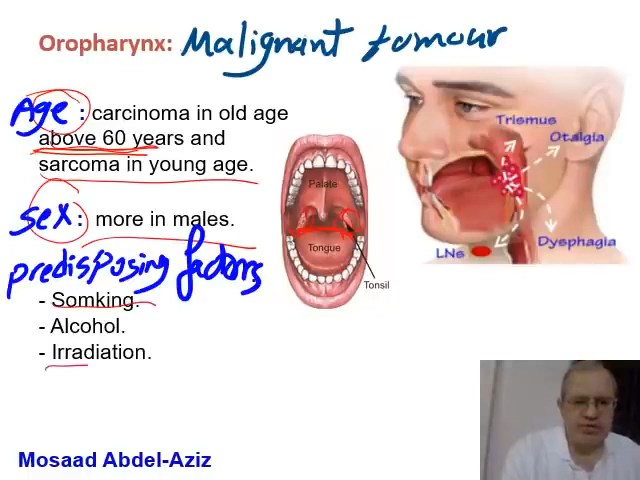 Oropharynx: Malignant tumour
Age : carcinoma in old age
above 60 years and
sarcoma in young age.
sex : more in males.
predisposing factors
- Somking.
- Alcohol.
- Irradiation.
Palate
Tongue
Tonsil
Trismus
Otalgia
Dysphagia
LNs
Mosaad Abdel-Aziz